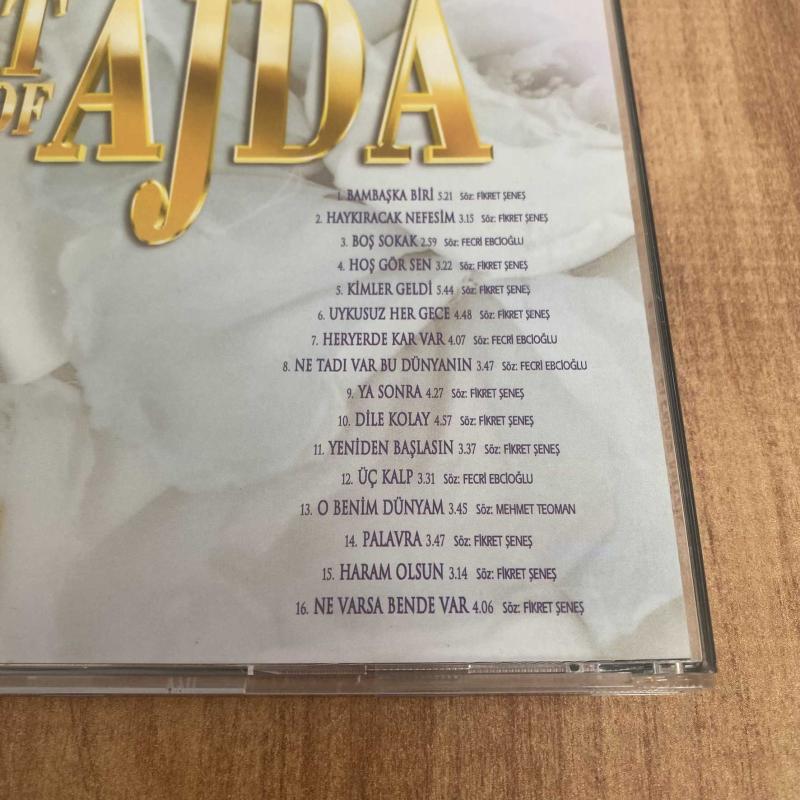 OF AJDA
1. BAMBAŞKA BİRİ 5.21 Söz: FİKRET ŞENEŞ
2. HAYKIRACAK NEFESİM 3.15 Söz: FİKRET ŞENEŞ
3. BOŞ SOKAK 2.59 Söz: FECRİ EBCİOĞLU
4. HOŞ GÖR SEN 3.22 Söz: FİKRET ŞENEŞ
5. KİMLER GELDİ 5.44 Söz: FİKRET ŞENEŞ
6. UYKUSUZ HER GECE 4.48 Söz: FİKRET ŞENEŞ
7. HERYERDE KAR VAR 4.07 Söz: FECRİ EBCİOĞLU
8. NE TADI VAR BU DÜNYANIN 3.47 Söz: FECRİ EBCİOĞLU
9. YA SONRA 4.27 Söz: FİKRET ŞENEŞ
10. DİLE KOLAY 4.57 Söz: FİKRET ŞENEŞ
11. YENİDEN BAŞLASIN 3.37 Söz: FİKRET ŞENEŞ
12. ÜÇ KALP 3.31 Söz: FECRİ EBCİOĞLU
13. O BENİM DÜNYAM 3.45 Söz: MEHMET TEOMAN
14. PALAVRA 3.47 Söz: FİKRET ŞENEŞ
15. HARAM OLSUN 3.14 Söz: FİKRET ŞENEŞ
16. NE VARSA BENDE VAR 4.06 Söz: FİKRET ŞENEŞ